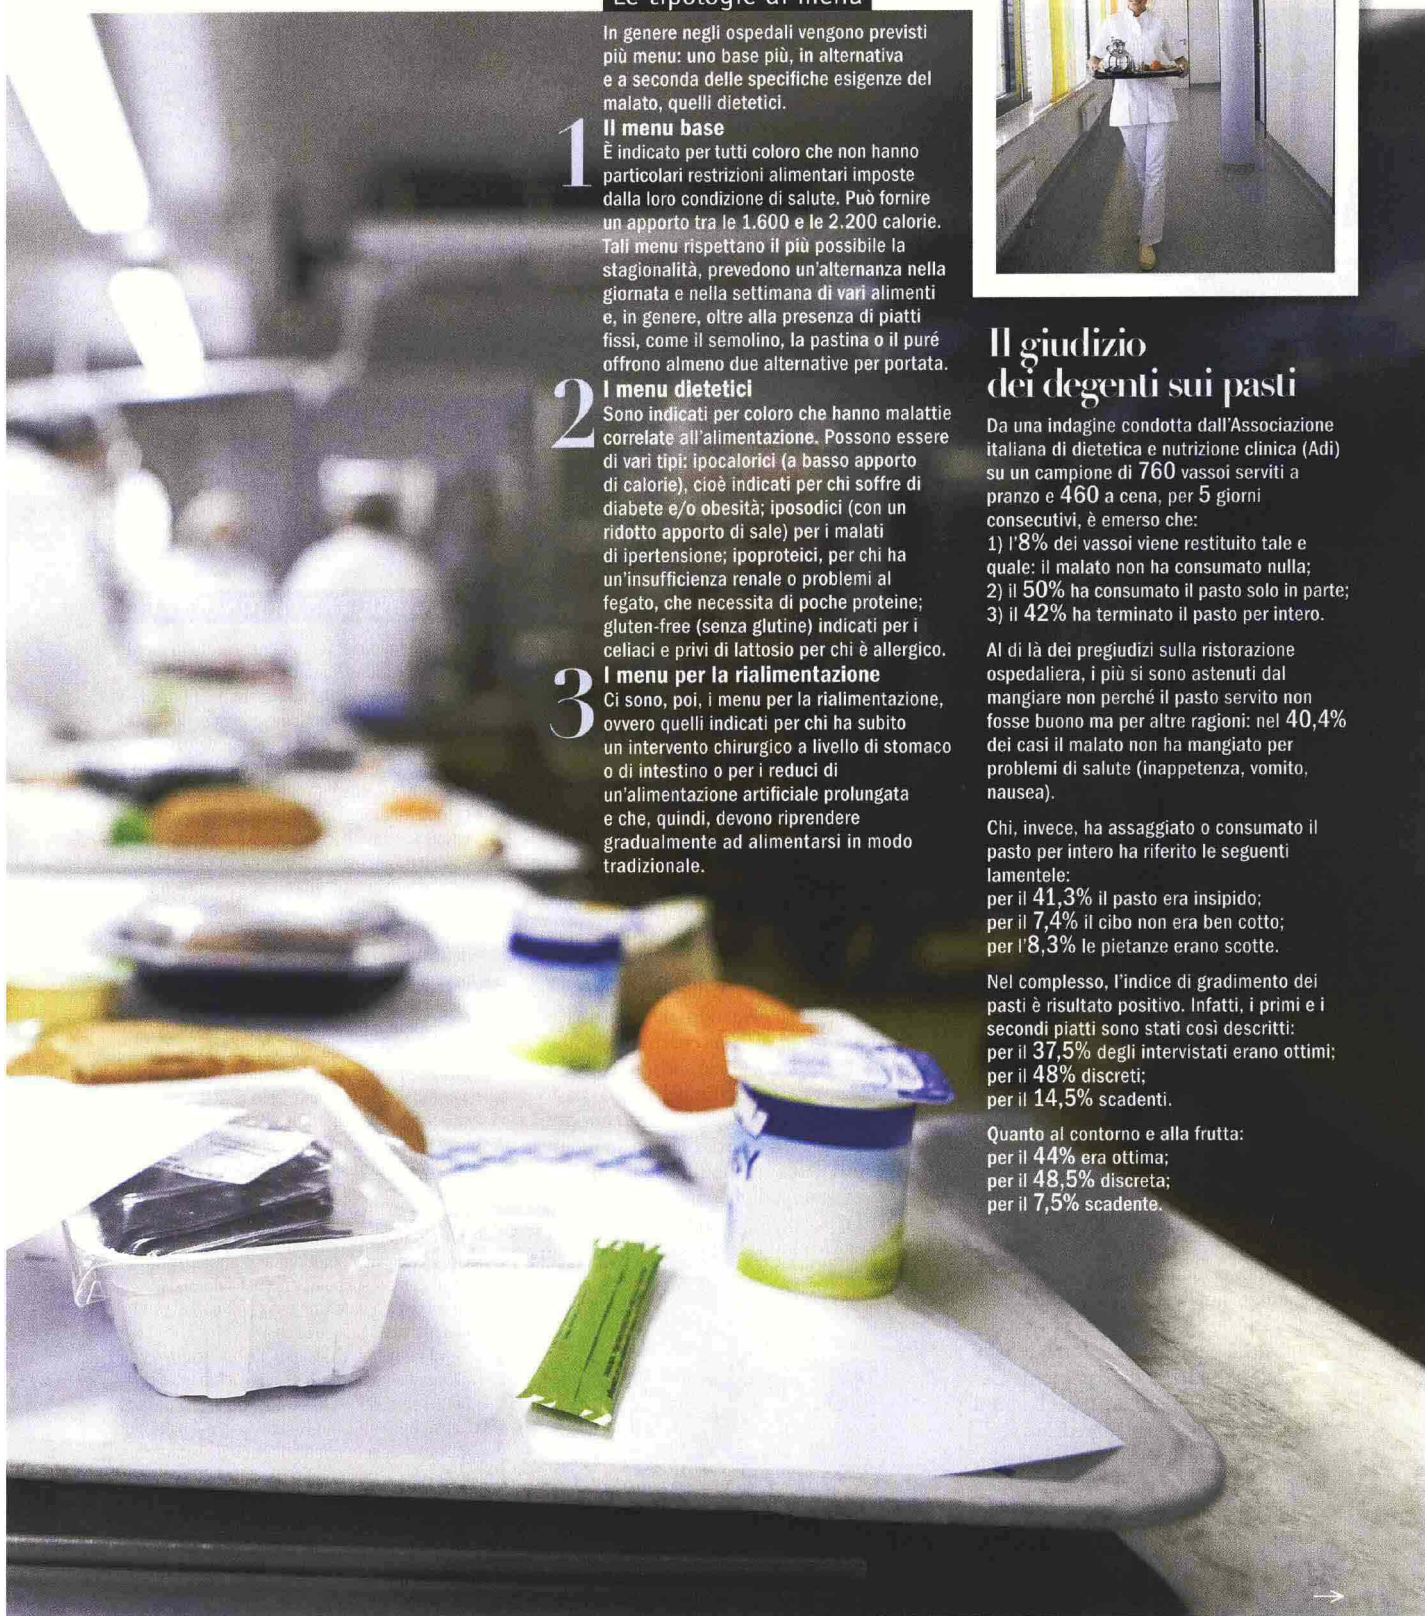 Le tipologie di menu
In genere negli ospedali vengono previsti
più menu: uno base più, in alternativa
e a seconda delle specifiche esigenze del
malato, quelli dietetici.
1
Il menu base
È indicato per tutti coloro che non hanno
particolari restrizioni alimentari imposte
dalla loro condizione di salute. Può fornire
un apporto tra le 1.600 e le 2.200 calorie.
Tali menu rispettano il più possibile la
stagionalità, prevedono un'alternanza nella
giornata e nella settimana di vari alimenti
e, in genere, oltre alla presenza di piatti
fissi, come il semolino, la pastina o il puré
offrono almeno due alternative per portata.
2
I menu dietetici
Sono indicati per coloro che hanno malattie
correlate all'alimentazione. Possono essere
di vari tipi: ipocalorici (a basso apporto
di calorie), cioè indicati per chi soffre di
diabete e/o obesità; iposodici (con un
ridotto apporto di sale) per i malati
di ipertensione; ipoproteici, per chi ha
un'insufficienza renale o problemi al
fegato, che necessita di poche proteine;
gluten-free (senza glutine) indicati per i
celiaci e privi di lattosio per chi è allergico.
3
I menu per la rialimentazione
Ci sono, poi, i menu per la rialimentazione,
ovvero quelli indicati per chi ha subito
un intervento chirurgico a livello di stomaco
o di intestino o per i reduci di
un'alimentazione artificiale prolungata
e che, quindi, devono riprendere
gradualmente ad alimentarsi in modo
tradizionale.
Il giudizio
dei degenti sui pasti
Da una indagine condotta dall'Associazione
italiana di dietetica e nutrizione clinica (Adi)
su un campione di 760 vassoi serviti a
pranzo e 460 a cena, per 5 giorni
consecutivi, è emerso che:
1) l'8% dei vassoi viene restituito tale e
quale: il malato non ha consumato nulla;
2) il 50% ha consumato il pasto solo in parte;
3) il 42% ha terminato il pasto per intero.
Al di là dei pregiudizi sulla ristorazione
ospedaliera, i più si sono astenuti dal
mangiare non perché il pasto servito non
fosse buono ma per altre ragioni: nel 40,4%
dei casi il malato non ha mangiato per
problemi di salute (inappetenza, vomito,
nausea).
Chi, invece, ha assaggiato o consumato il
pasto per intero ha riferito le seguenti
lamentele:
per il 41,3% il pasto era insipido;
per il 7,4% il cibo non era ben cotto;
per l'8,3% le pietanze erano scotte.
Nel complesso, l'indice di gradimento dei
pasti è risultato positivo. Infatti, i primi e i
secondi piatti sono stati così descritti:
per il 37,5% degli intervistati erano ottimi;
per il 48% discreti;
per il 14,5% scadenti.
Quanto al contorno e alla frutta:
per il 44% era ottima;
per il 48,5% discreta;
per il 7,5% scadente.